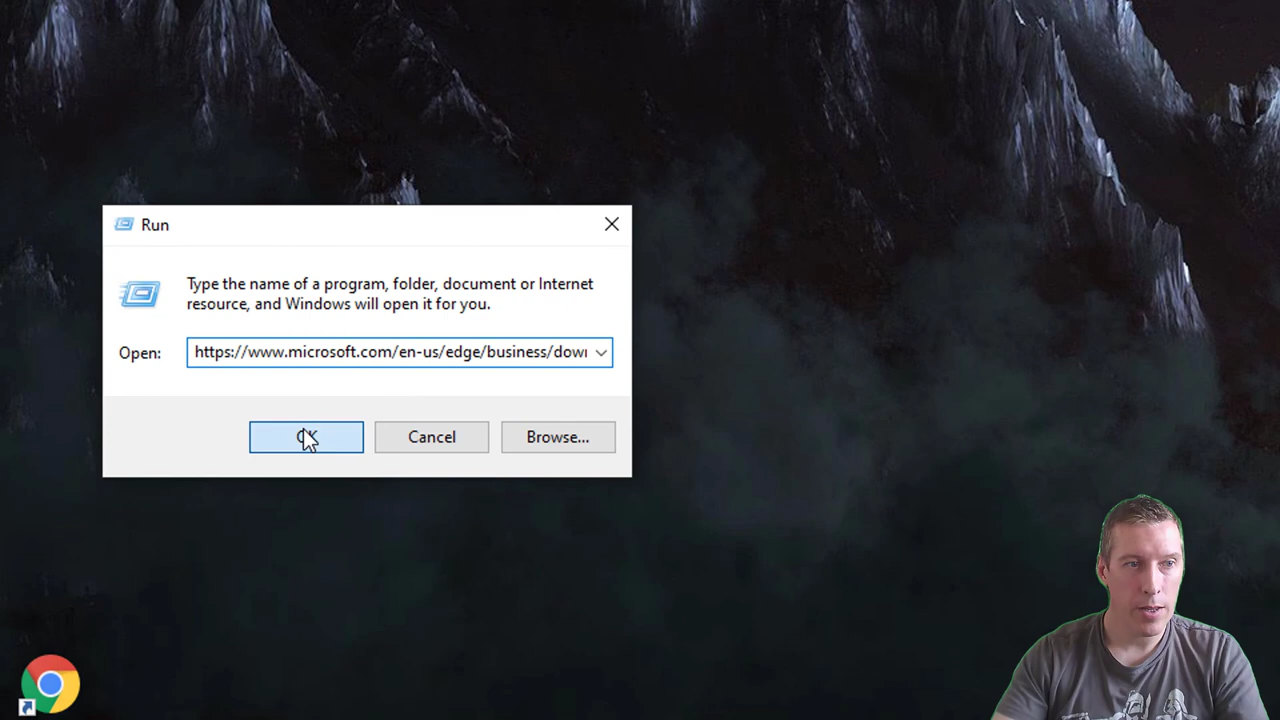 Run
Type the name of a program, folder, document or Internet
resource, and Windows will open it for you.
Open: https://www.microsoft.com/en-us/edge/business/dow
OK Cancel Browse...